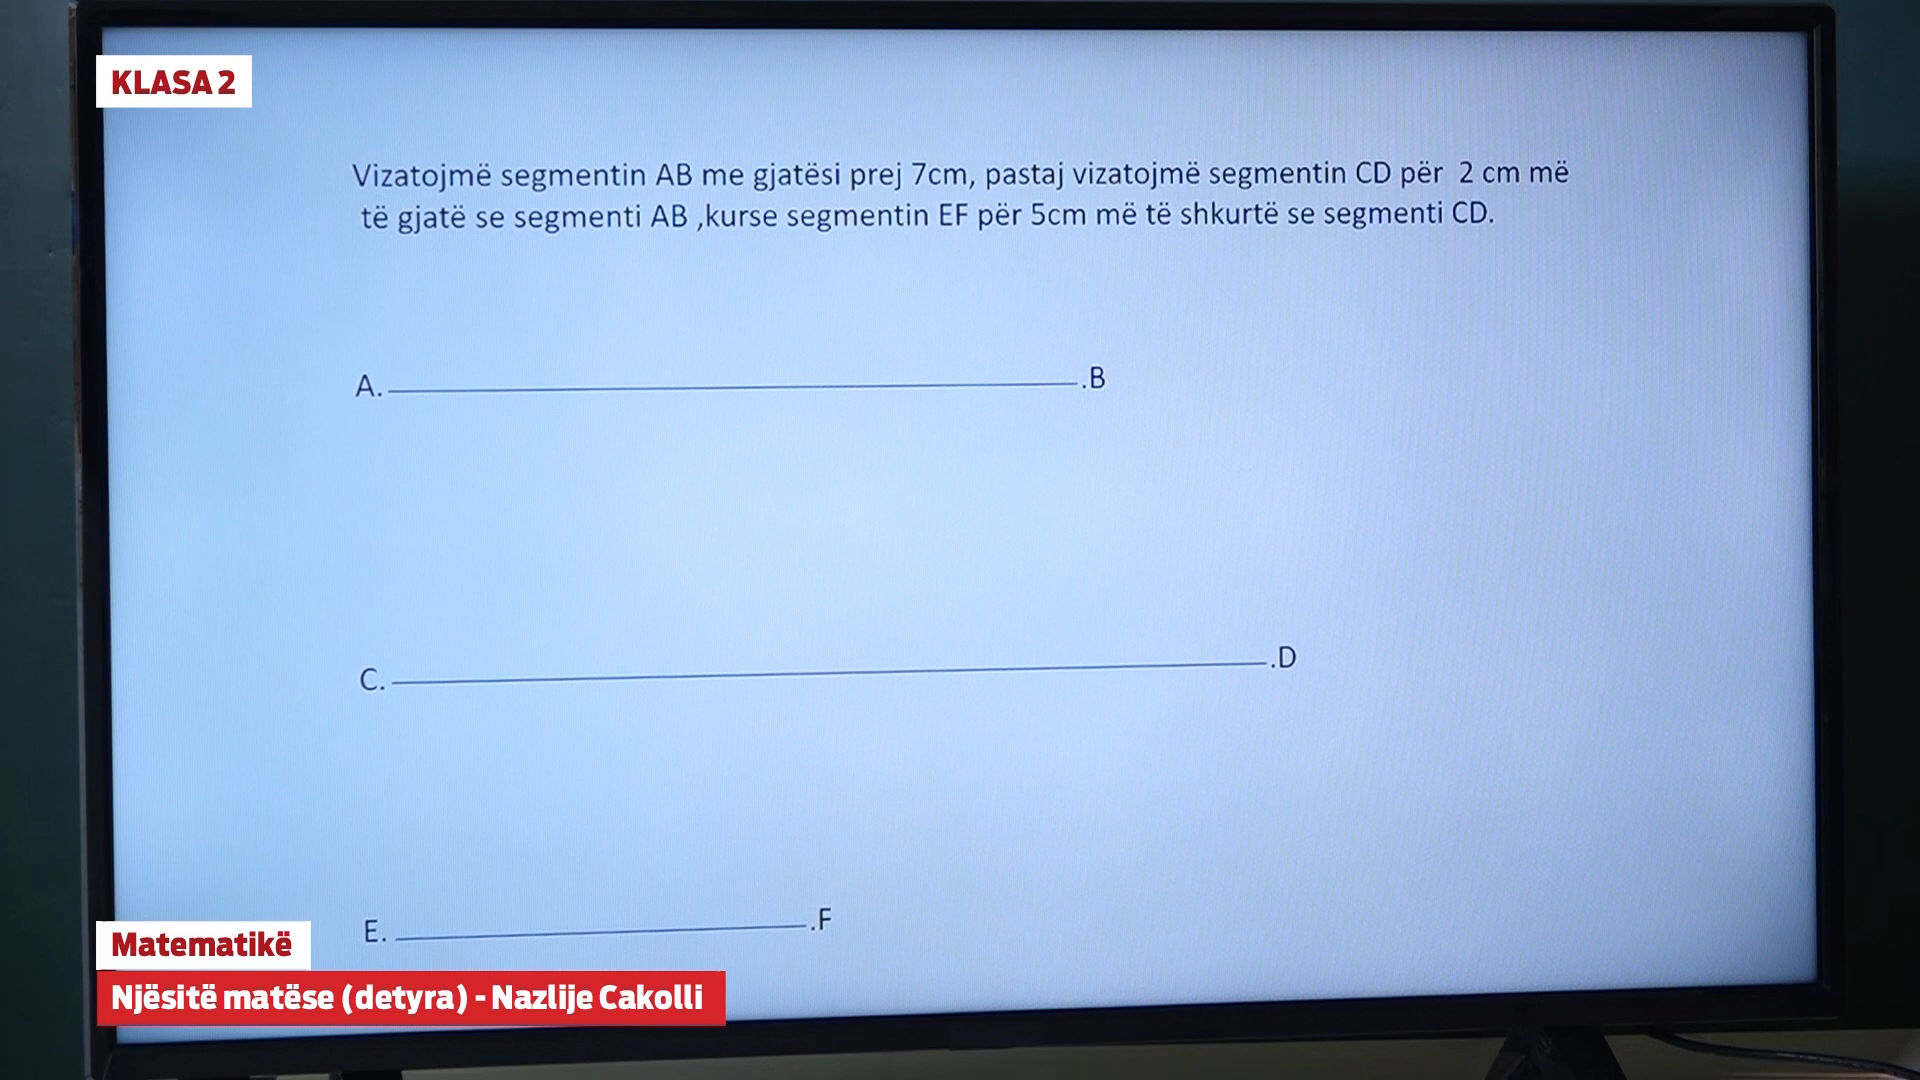 KLASA 2
Vizatojmë segmentin AB me gjatësi prej 7cm, pastaj vizatojmë segmentin CD për 2 cm më
të gjatë se segmenti AB ,kurse segmentin EF për 5cm më të shkurtë se segmenti CD.
A. .B
C. .D
E. .F
Matematikë
Njësitë matëse (detyra) - Nazlije Cakolli